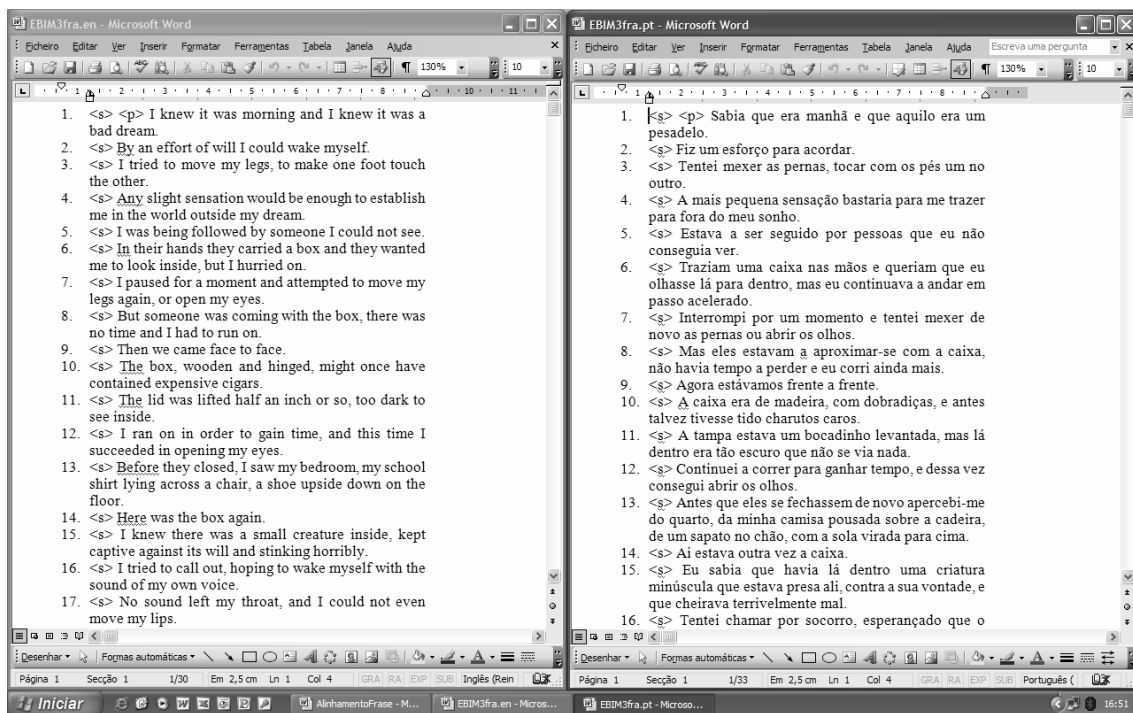 EBIM3fra.en - Microsoft Word
Ficheiro Editar Ver Inserir Formatar Ferramentas Tabela Janela Ajuda
130% 10
1 2 3 4 5 6 7 8 10 11
1. <s> <p> I knew it was morning and I knew it was a
bad dream.
2. <s> By an effort of will I could wake myself.
3. <s> I tried to move my legs, to make one foot touch
the other.
4. <s> Any slight sensation would be enough to establish
me in the world outside my dream.
5. <s> I was being followed by someone I could not see.
6. <s> In their hands they carried a box and they wanted
me to look inside, but I hurried on.
7. <s> I paused for a moment and attempted to move my
legs again, or open my eyes.
8. <s> But someone was coming with the box, there was
no time and I had to run on.
9. <s> Then we came face to face.
10. <s> The box, wooden and hinged, might once have
contained expensive cigars.
11. <s> The lid was lifted half an inch or so, too dark to
see inside.
12. <s> I ran on in order to gain time, and this time I
succeeded in opening my eyes.
13. <s> Before they closed, I saw my bedroom, my school
shirt lying across a chair, a shoe upside down on the
floor.
14. <s> Here was the box again.
15. <s> I knew there was a small creature inside, kept
captive against its will and stinking horribly.
16. <s> I tried to call out, hoping to wake myself with the
sound of my own voice.
17. <s> No sound left my throat, and I could not even
move my lips.
Desenhar Formas automáticas
Página 1 Secção 1 1/30 Em 2,5 cm Ln 1 Col 4 GRA RA EXP SUB Inglês (Rein
EBIM3fra.pt - Microsoft Word
Ficheiro Editar Ver Inserir Formatar Ferramentas Tabela Janela Ajuda Escreva uma pergunta
130% 10
1 2 3 4 5 6 7 8
1. <s> <p> Sabia que era manhã e que aquilo era um
pesadelo.
2. <s> Fiz um esforço para acordar.
3. <s> Tentei mexer as pernas, tocar com os pés um no
outro.
4. <s> A mais pequena sensação bastaria para me trazer
para fora do meu sonho.
5. <s> Estava a ser seguido por pessoas que eu não
conseguia ver.
6. <s> Traziam uma caixa nas mãos e queriam que eu
olhasse lá para dentro, mas eu continuava a andar em
passo acelerado.
7. <s> Interrompi por um momento e tentei mexer de
novo as pernas ou abrir os olhos.
8. <s> Mas eles estavam a aproximar-se com a caixa,
não havia tempo a perder e eu corri ainda mais.
9. <s> Agora estávamos frente a frente.
10. <s> A caixa era de madeira, com dobradiças, e antes
talvez tivesse tido charutos caros.
11. <s> A tampa estava um bocadinho levantada, mas lá
dentro era tão escuro que não se via nada.
12. <s> Continuei a correr para ganhar tempo, e dessa vez
consegui abrir os olhos.
13. <s> Antes que eles se fechassem de novo apercebi-me
do quarto, da minha camisa pousada sobre a cadeira,
de um sapato no chão, com a sola virada para cima.
14. <s> Aí estava outra vez a caixa.
15. <s> Eu sabia que havia lá dentro uma criatura
minúscula que estava presa ali, contra a sua vontade, e
que cheirava terrivelmente mal.
16. <s> Tentei chamar por socorro, esperançado que o
Desenhar Formas automáticas
Página 1 Secção 1 1/33 Em 2,5 cm Ln 1 Col 4 GRA RA EXP SUB Português (
Iniciar AlinhamentoFrase - M... EBIM3fra.en - Micros... EBIM3fra.pt - Microso... 16:51